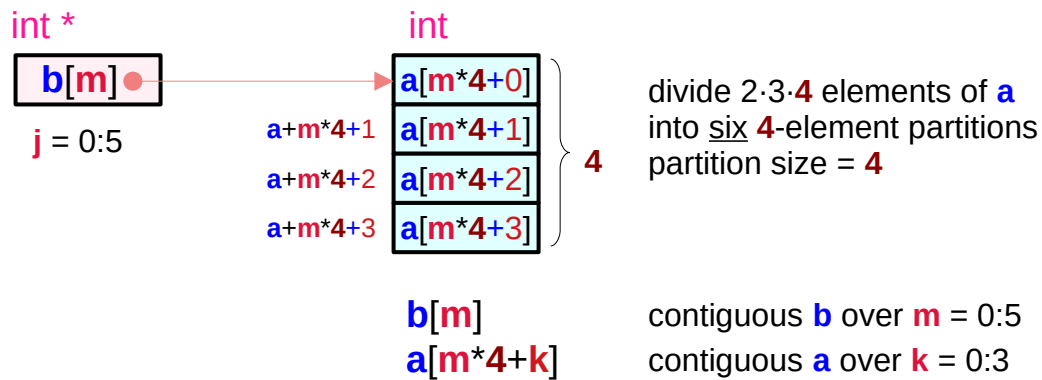 int *
int
b[m]
a[m*4+0]
divide 2·3·4 elements of a
a+m*4+1
a[m*4+1]
into six 4-element partitions
j = 0:5
4
partition size = 4
a+m*4+2
a[m*4+2]
a+m*4+3
a[m*4+3]
b[m]
contiguous b over m = 0:5
a[m*4+k]
contiguous a over k = 0:3